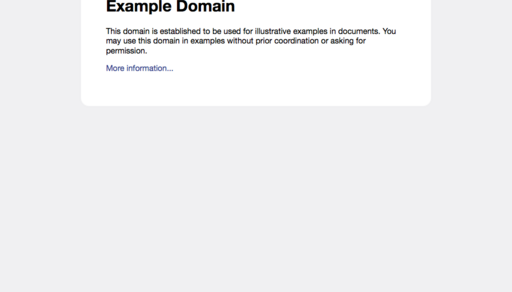 Example Domain
This domain is established to be used for illustrative examples in documents. You
may use this domain in examples without prior coordination or asking for
permission.
More information...